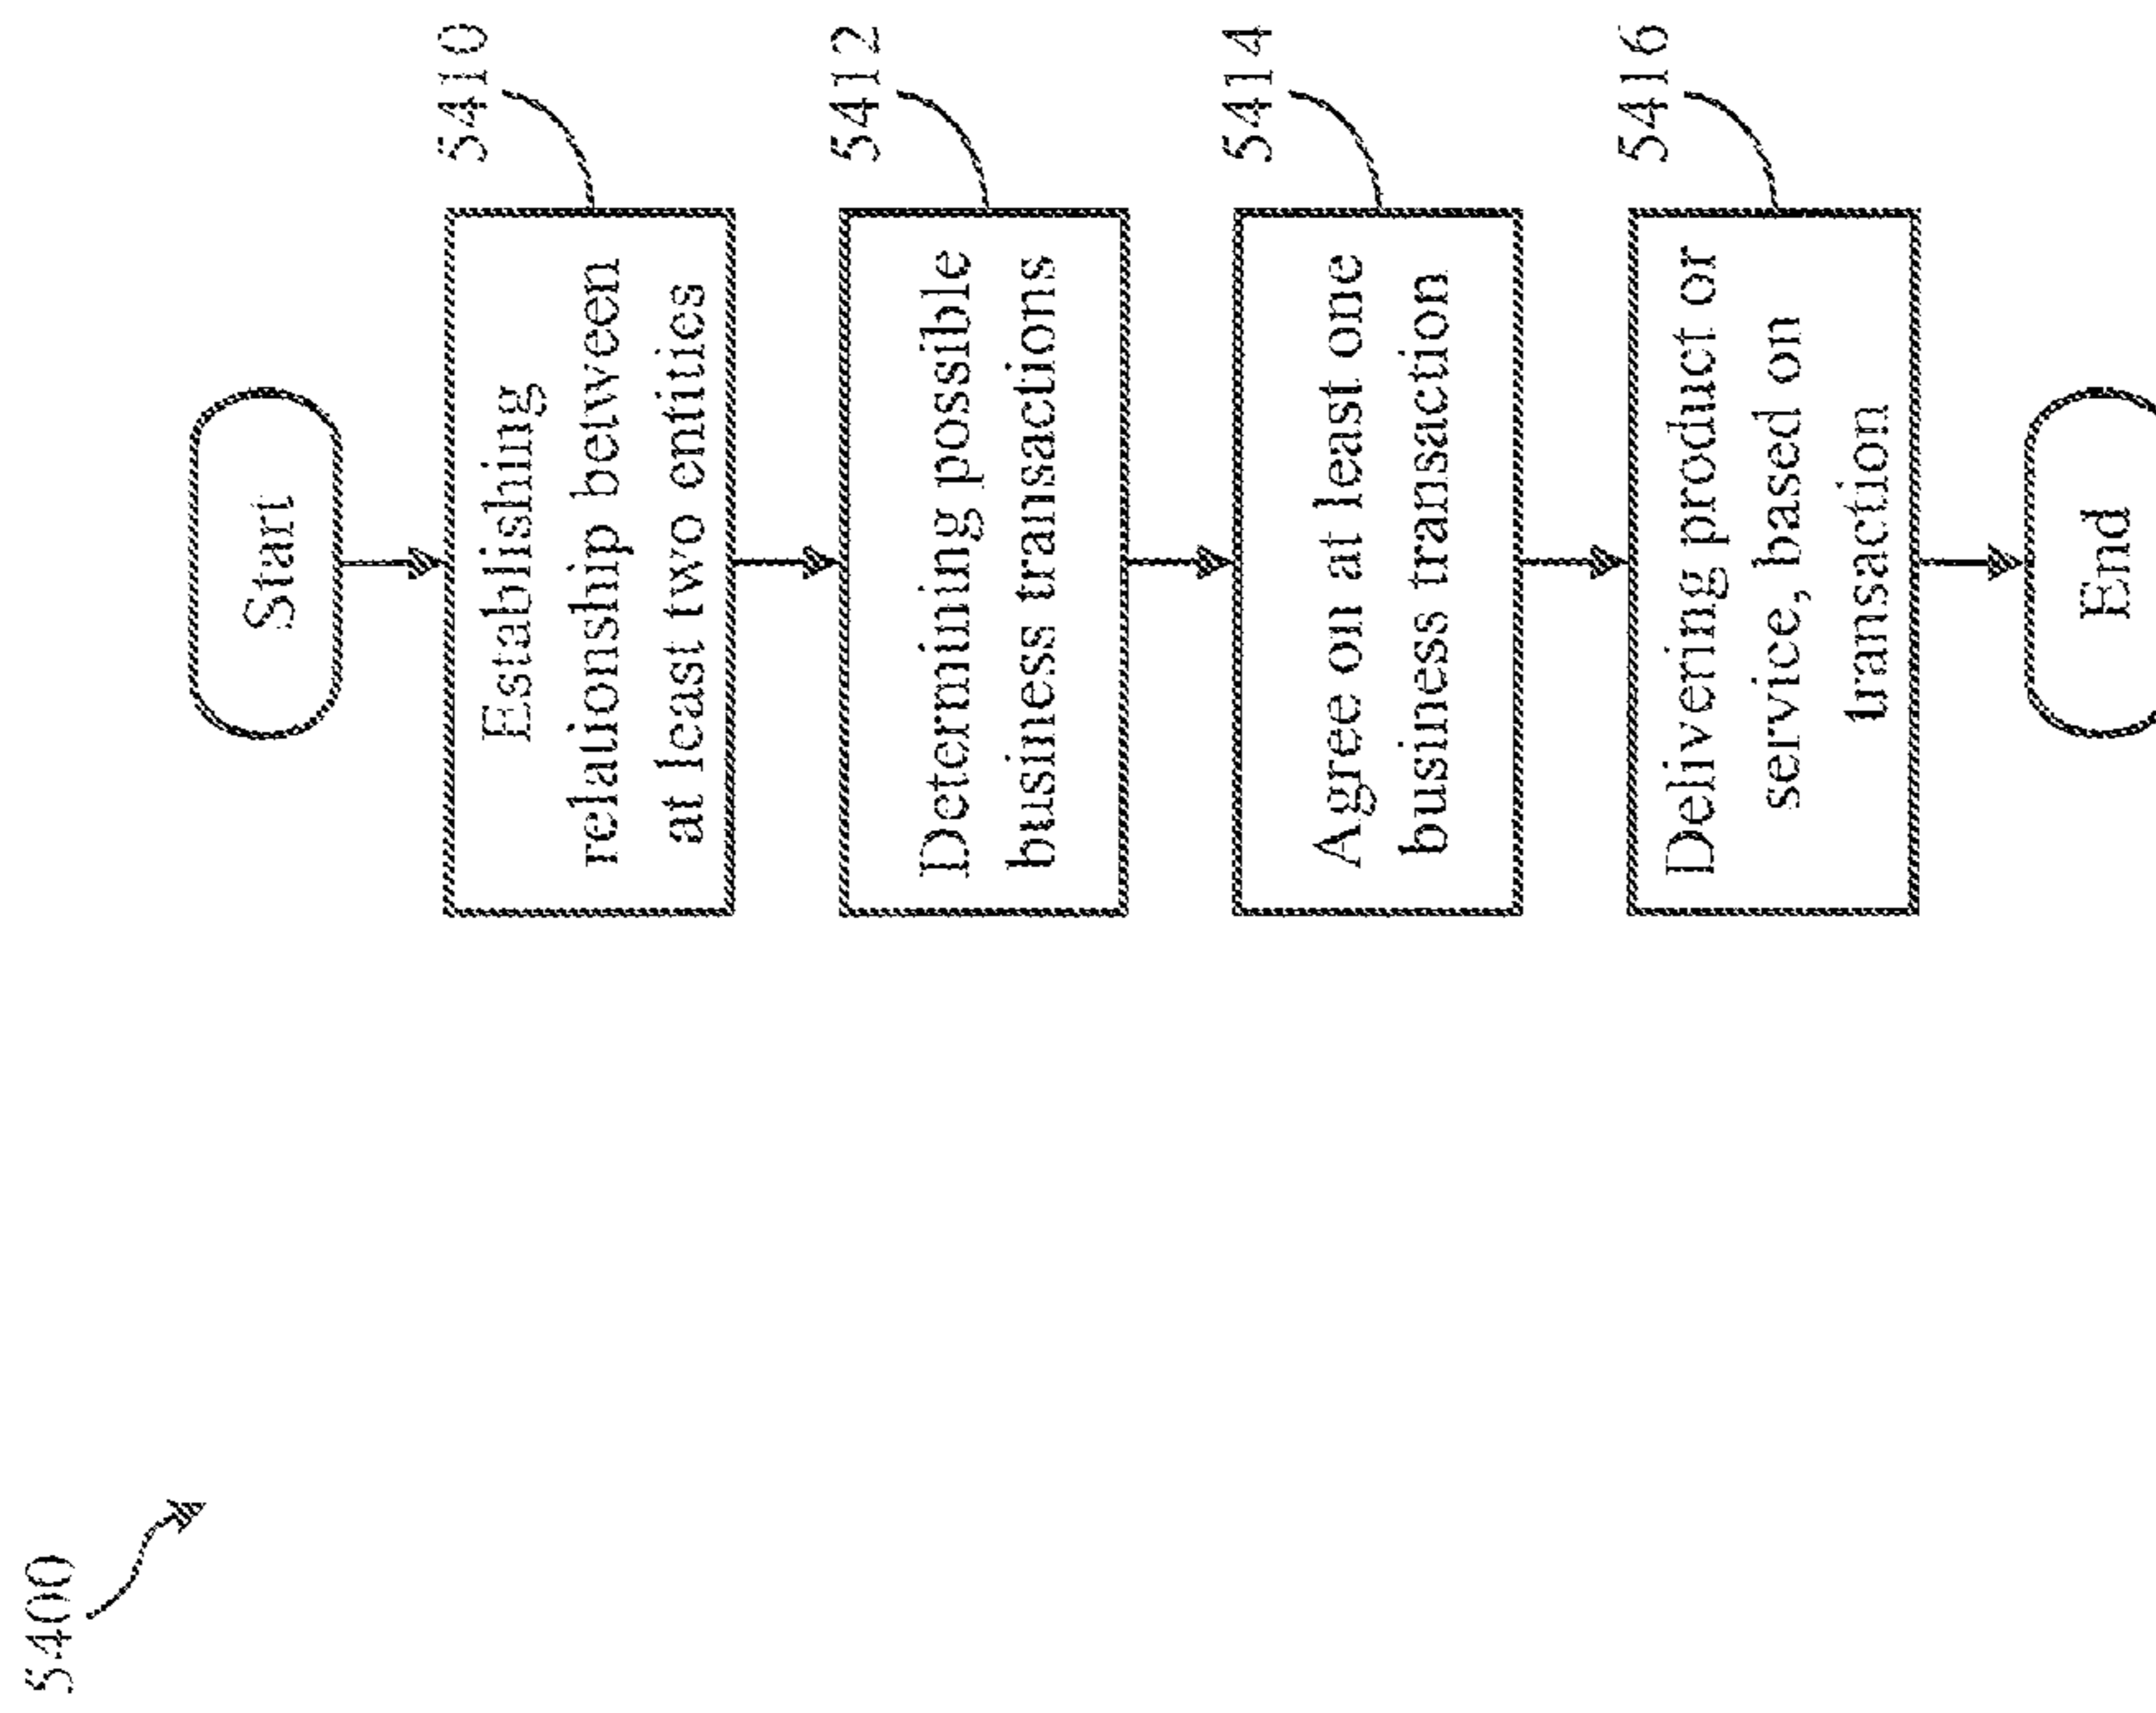 5400
Start
Establishing
relationship between
at least two entities
5410
Determining possible
business transactions
5412
Agree on at least one
business transaction
5414
Delivering product or
service, based on
transaction
5416
End